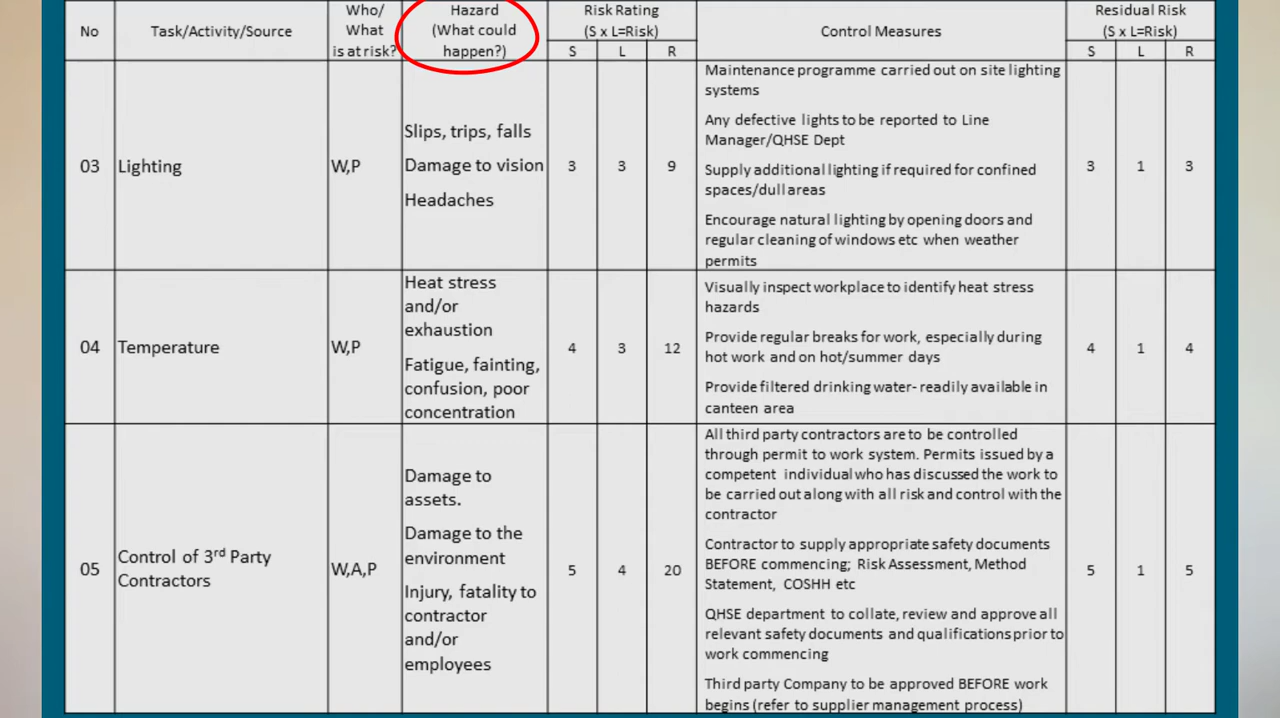 No
Task/Activity/Source
Who/
What
is at risk?
Hazard
(What could
happen?)
Risk Rating
(S x L=Risk)
S
L
R
Control Measures
Residual Risk
(S x L=Risk)
S
L
R
03
Lighting
W,P
Slips, trips, falls
Damage to vision
Headaches
3
3
9
Maintenance programme carried out on site lighting
systems
Any defective lights to be reported to Line
Manager/QHSE Dept
Supply additional lighting if required for confined
spaces/dull areas
Encourage natural lighting by opening doors and
regular cleaning of windows etc when weather
permits
3
1
3
04
Temperature
W,P
Heat stress
and/or
exhaustion
Fatigue, fainting,
confusion, poor
concentration
4
3
12
Visually inspect workplace to identify heat stress
hazards
Provide regular breaks for work, especially during
hot work and on hot/summer days
Provide filtered drinking water- readily available in
canteen area
4
1
4
05
Control of 3rd Party
Contractors
W,A,P
Damage to
assets.
Damage to the
environment
Injury, fatality to
contractor
and/or
employees
5
4
20
All third party contractors are to be controlled
through permit to work system. Permits issued by a
competent individual who has discussed the work to
be carried out along with all risk and control with the
contractor
Contractor to supply appropriate safety documents
BEFORE commencing; Risk Assessment, Method
Statement, COSHH etc
QHSE department to collate, review and approve all
relevant safety documents and qualifications prior to
work commencing
Third party Company to be approved BEFORE work
begins (refer to supplier management process)
5
1
5